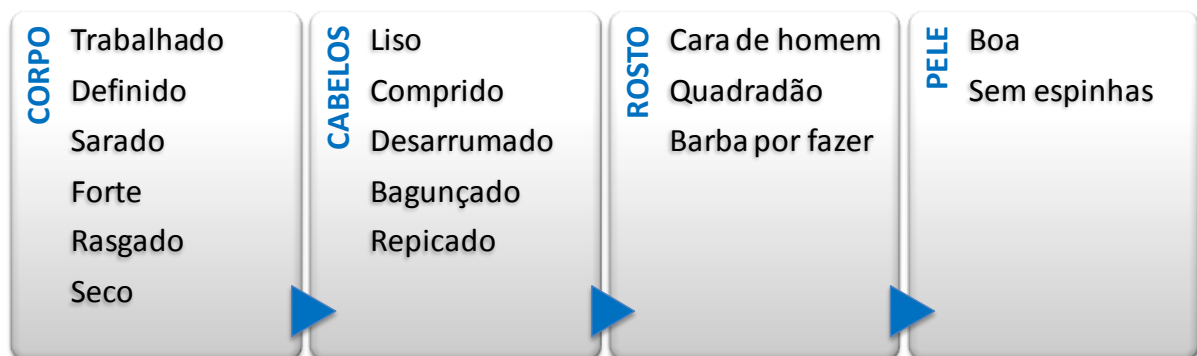 CORPO
Trabalhado
Definido
Sarado
Forte
Rasgado
Seco
CABELOS
Liso
Comprido
Desarrumado
Bagunçado
Repicado
ROSTO
Cara de homem
Quadradão
Barba por fazer
PELE
Boa
Sem espinhas